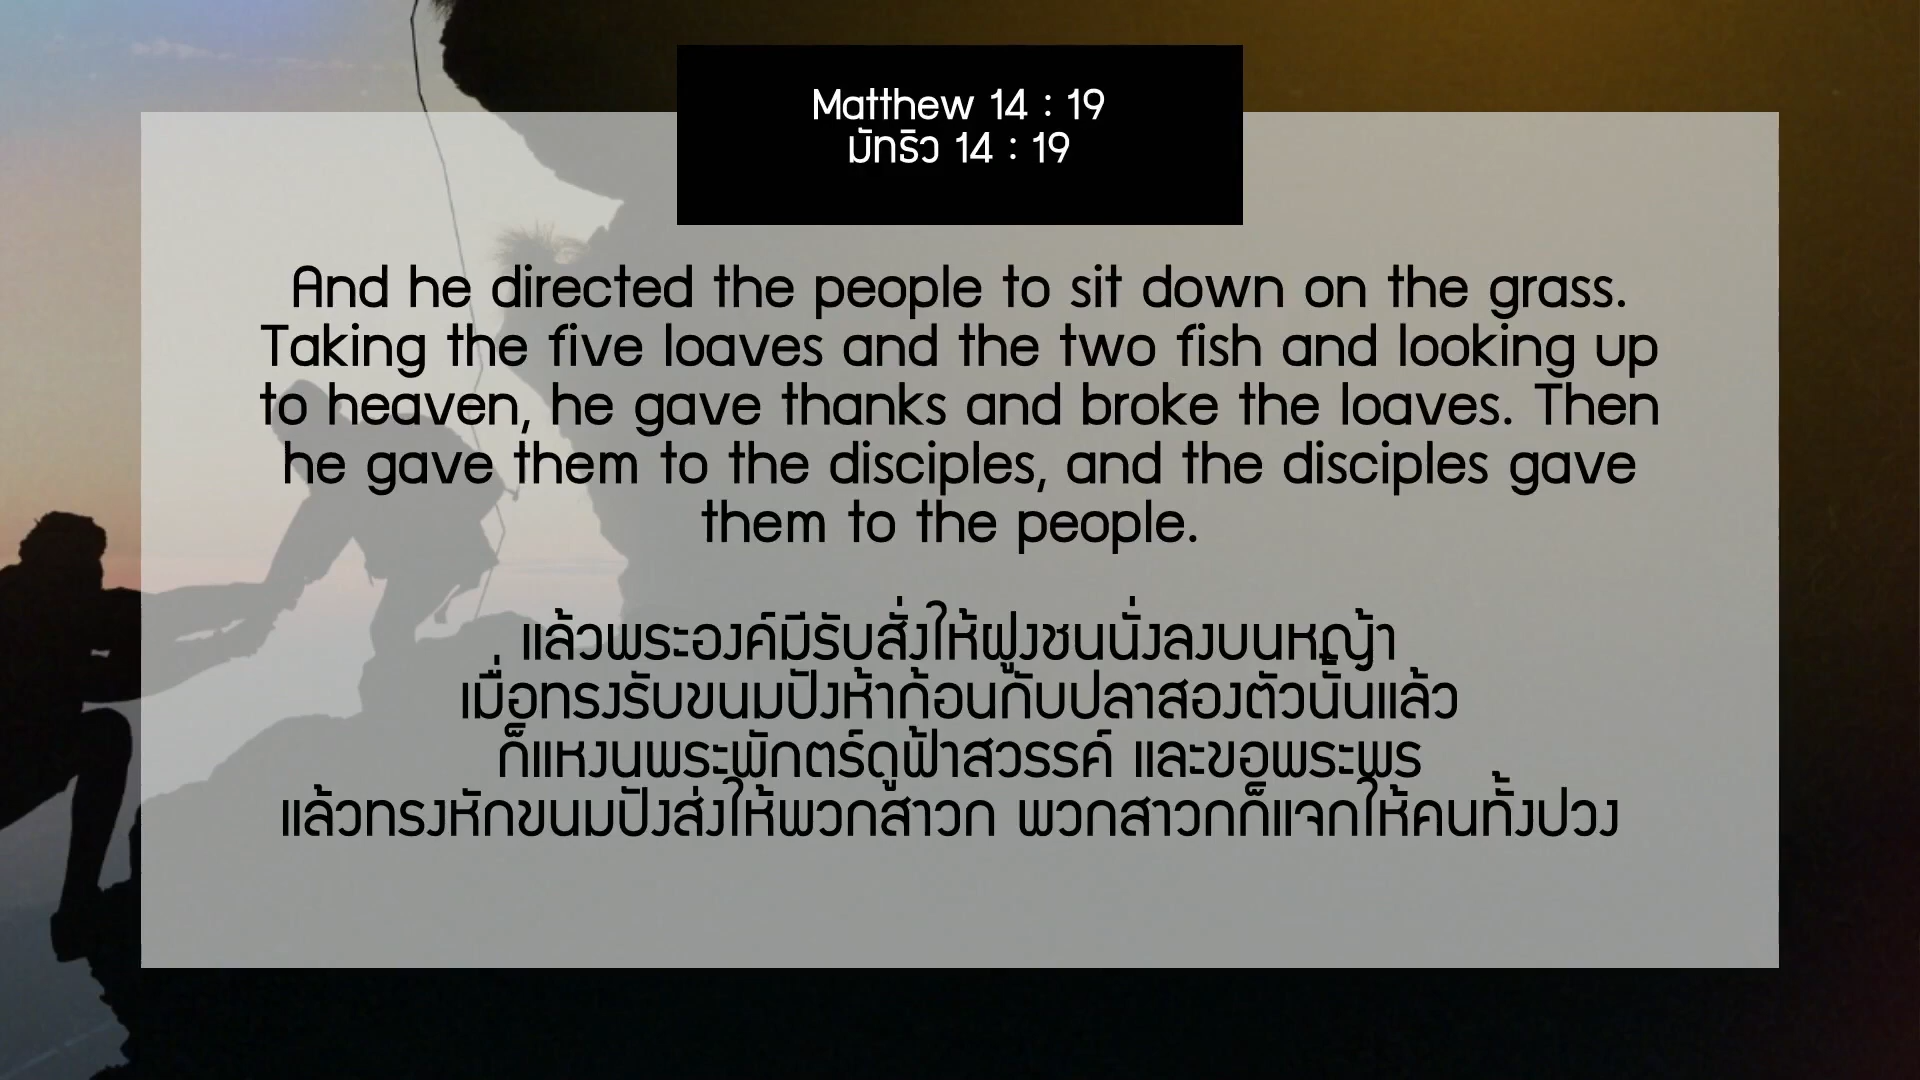 Matthew 14 : 19
มัทธิว 14 : 19
And he directed the people to sit down on the grass.
Taking the five loaves and the two fish and looking up
to heaven, he gave thanks and broke the loaves. Then
he gave them to the disciples, and the disciples gave
them to the people.
แล้วพระองค์มีรับสั่งให้ฝูงชนนั่งลงบนหญ้า
เมื่อทรงรับขนมปังห้าก้อนกับปลาสองตัวนั้นแล้ว
ก็แหงนพระพักตร์ดูฟ้าสวรรค์ และขอพระพร
แล้วทรงหักขนมปังส่งให้พวกสาวก พวกสาวกก็แจกให้คนทั้งปวง